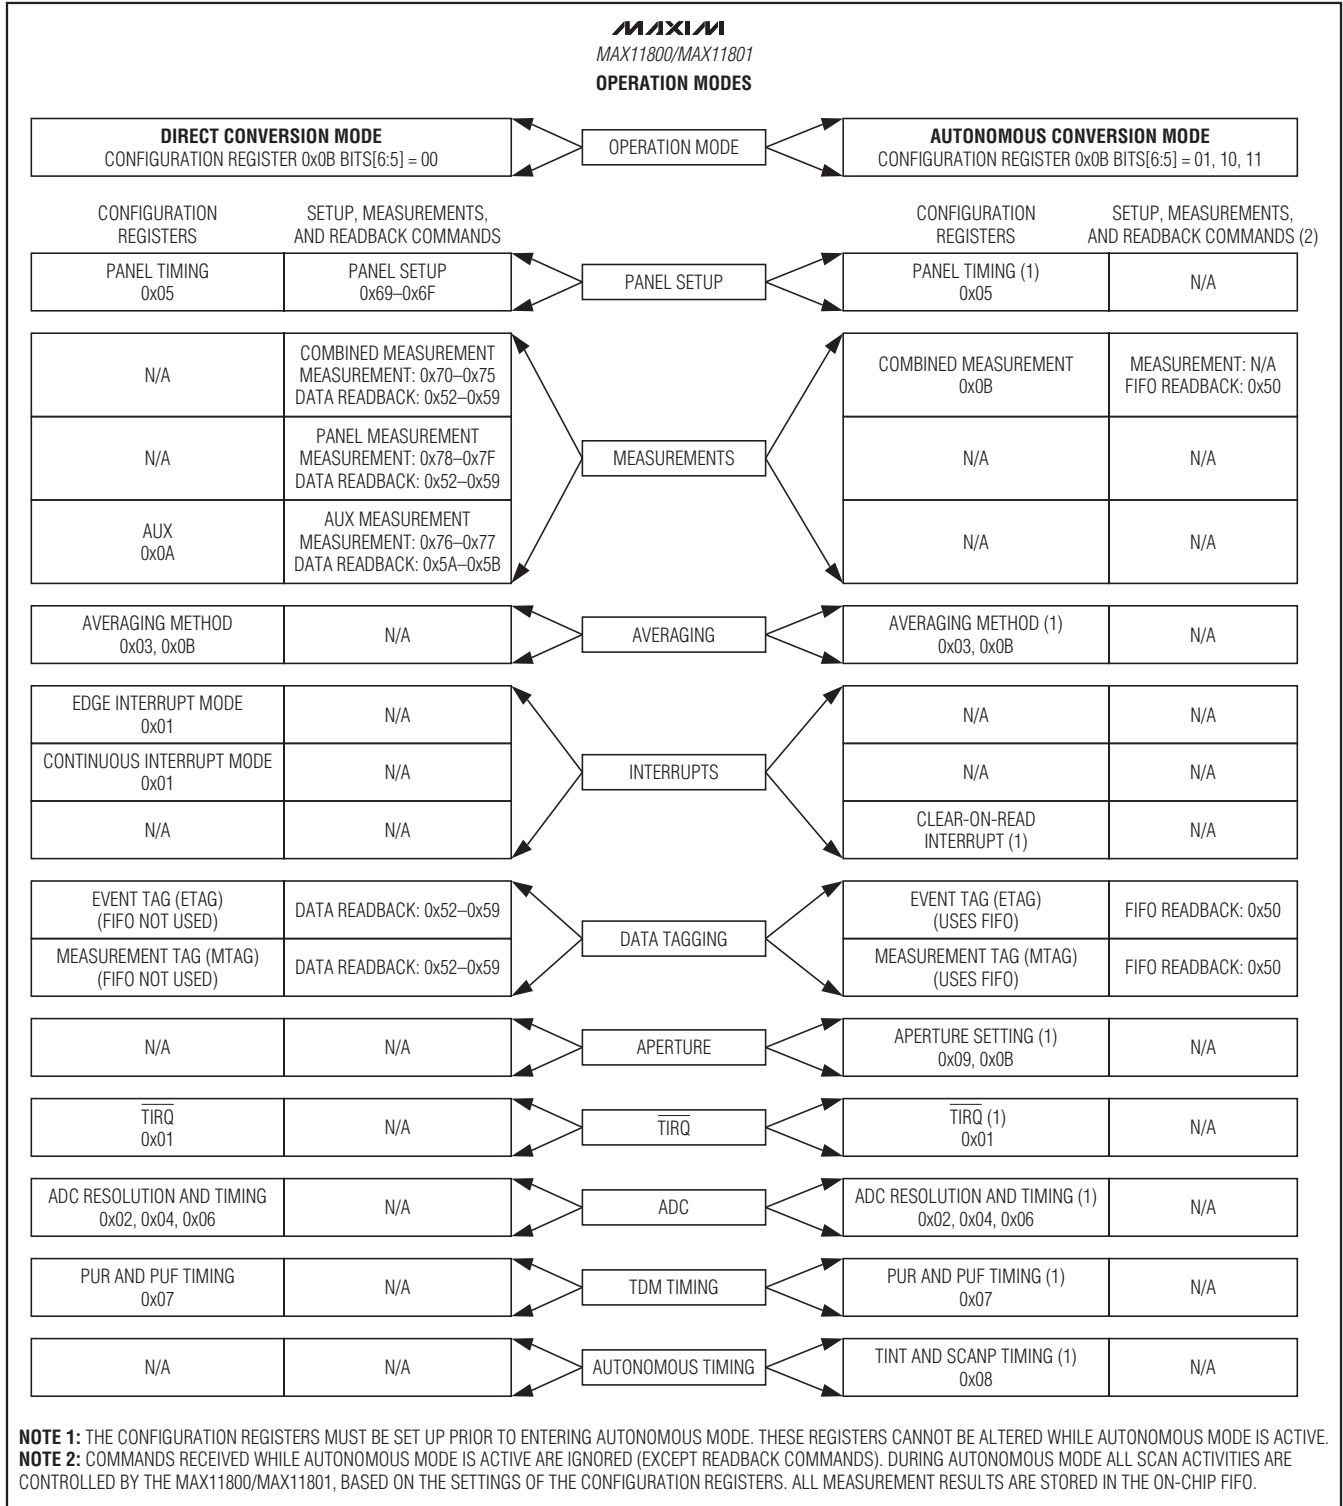 MAXIM
MAX11800/MAX11801
OPERATION MODES
DIRECT CONVERSION MODE
CONFIGURATION REGISTER 0x0B BITS[6:5] = 00
OPERATION MODE
AUTONOMOUS CONVERSION MODE
CONFIGURATION REGISTER 0x0B BITS[6:5] = 01, 10, 11
CONFIGURATION
REGISTERS
SETUP, MEASUREMENTS,
AND READBACK COMMANDS
CONFIGURATION
REGISTERS
SETUP, MEASUREMENTS,
AND READBACK COMMANDS (2)
PANEL TIMING
0x05
PANEL SETUP
0x69–0x6F
PANEL SETUP
PANEL TIMING (1)
0x05
N/A
N/A
COMBINED MEASUREMENT
MEASUREMENT: 0x70–0x75
DATA READBACK: 0x52–0x59
COMBINED MEASUREMENT
0x0B
MEASUREMENT: N/A
FIFO READBACK: 0x50
N/A
PANEL MEASUREMENT
MEASUREMENT: 0x78–0x7F
DATA READBACK: 0x52–0x59
MEASUREMENTS
N/A
N/A
AUX
0x0A
AUX MEASUREMENT
MEASUREMENT: 0x76–0x77
DATA READBACK: 0x5A–0x5B
N/A
N/A
AVERAGING METHOD
0x03, 0x0B
N/A
AVERAGING
AVERAGING METHOD (1)
0x03, 0x0B
N/A
EDGE INTERRUPT MODE
0x01
N/A
N/A
N/A
CONTINUOUS INTERRUPT MODE
0x01
N/A
INTERRUPTS
N/A
N/A
N/A
N/A
CLEAR-ON-READ
INTERRUPT (1)
N/A
EVENT TAG (ETAG)
(FIFO NOT USED)
DATA READBACK: 0x52–0x59
DATA TAGGING
EVENT TAG (ETAG)
(USES FIFO)
FIFO READBACK: 0x50
MEASUREMENT TAG (MTAG)
(FIFO NOT USED)
DATA READBACK: 0x52–0x59
MEASUREMENT TAG (MTAG)
(USES FIFO)
FIFO READBACK: 0x50
N/A
N/A
APERTURE
APERTURE SETTING (1)
0x09, 0x0B
N/A
TIRQ
0x01
N/A
TIRQ
TIRQ (1)
0x01
N/A
ADC RESOLUTION AND TIMING
0x02, 0x04, 0x06
N/A
ADC
ADC RESOLUTION AND TIMING (1)
0x02, 0x04, 0x06
N/A
PUR AND PUF TIMING
0x07
N/A
TDM TIMING
PUR AND PUF TIMING (1)
0x07
N/A
N/A
N/A
AUTONOMOUS TIMING
TINT AND SCANP TIMING (1)
0x08
N/A
NOTE 1: THE CONFIGURATION REGISTERS MUST BE SET UP PRIOR TO ENTERING AUTONOMOUS MODE. THESE REGISTERS CANNOT BE ALTERED WHILE AUTONOMOUS MODE IS ACTIVE.
NOTE 2: COMMANDS RECEIVED WHILE AUTONOMOUS MODE IS ACTIVE ARE IGNORED (EXCEPT READBACK COMMANDS). DURING AUTONOMOUS MODE ALL SCAN ACTIVITIES ARE
CONTROLLED BY THE MAX11800/MAX11801, BASED ON THE SETTINGS OF THE CONFIGURATION REGISTERS. ALL MEASUREMENT RESULTS ARE STORED IN THE ON-CHIP FIFO.